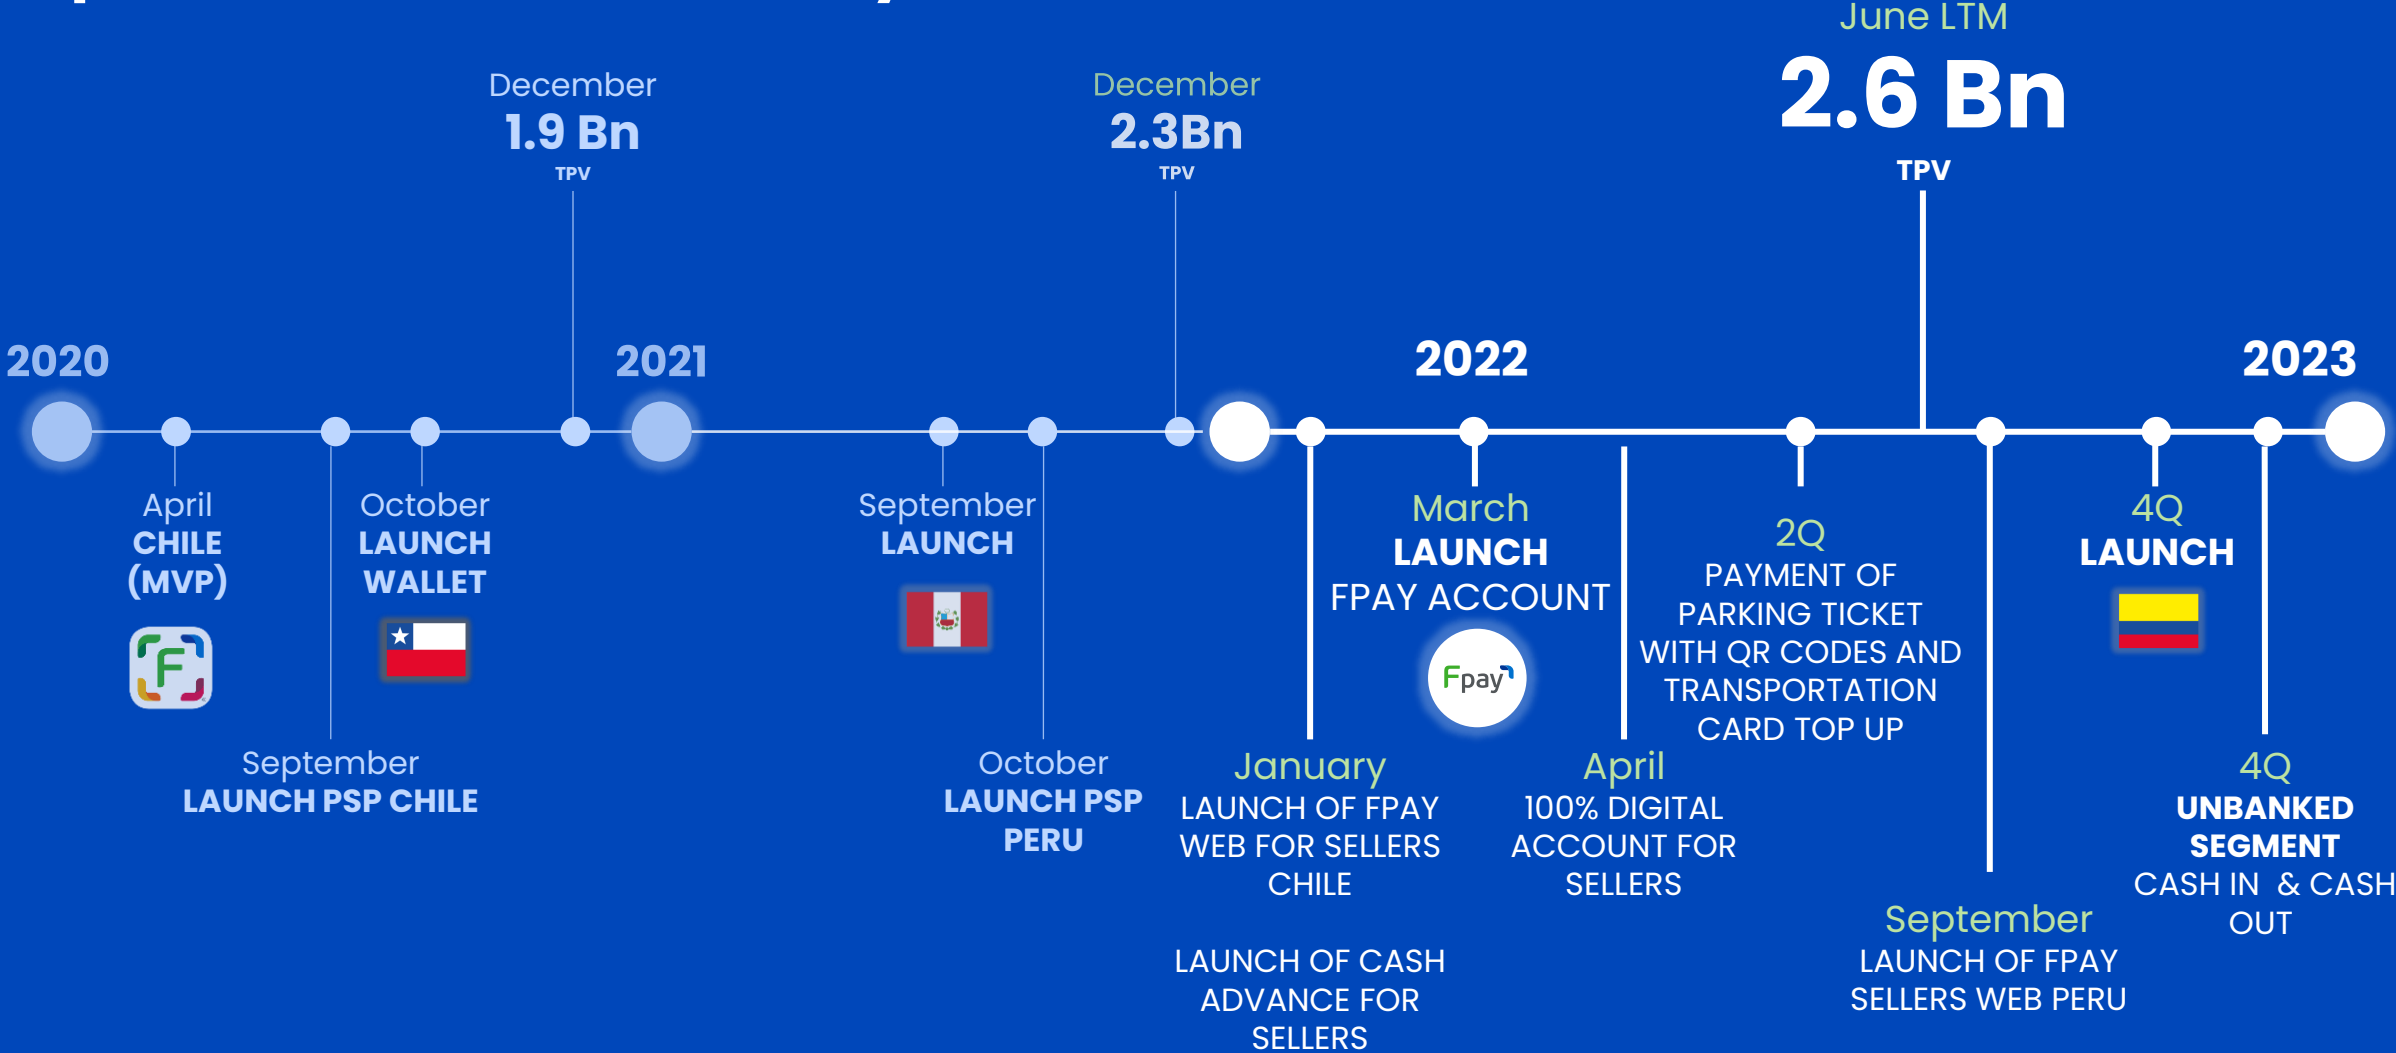 June LTM
2.6 Bn
TPV
December
1.9 Bn
TPV
December
2.3Bn
TPV
2020
2021
2022
2023
April
CHILE
(MVP)
F
September
LAUNCH PSP CHILE
October
LAUNCH
WALLET
September
LAUNCH
October
LAUNCH PSP
PERU
January
LAUNCH OF FPAY
WEB FOR SELLERS
CHILE
LAUNCH OF CASH
ADVANCE FOR
SELLERS
March
LAUNCH
FPAY ACCOUNT
Fpay
April
100% DIGITAL
ACCOUNT FOR
SELLERS
2Q
PAYMENT OF
PARKING TICKET
WITH QR CODES AND
TRANSPORTATION
CARD TOP UP
September
LAUNCH OF FPAY
SELLERS WEB PERU
4Q
LAUNCH
4Q
UNBANKED
SEGMENT
CASH IN & CASH
OUT